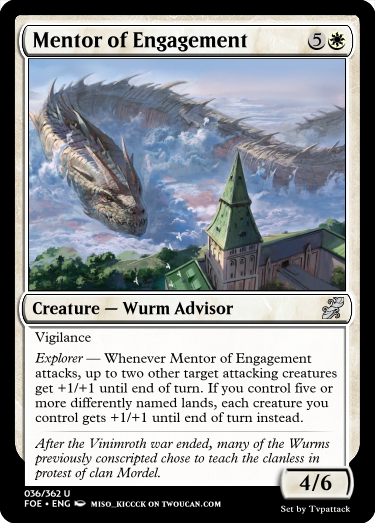 Mentor of Engagement 5
Creature — Wurm Advisor
Vigilance
Explorer — Whenever Mentor of Engagement
attacks, up to two other target attacking creatures
get +1/+1 until end of turn. If you control five or
more differently named lands, each creature you
control gets +1/+1 until end of turn instead.
After the Vinimroth war ended, many of the Wurms
previously conscripted chose to teach the clanless in
protest of clan Mordel.
4/6
036/362 U
FOE • ENG MISO_KICCCK ON TWOUCAN.COM
Set by Tvpattack